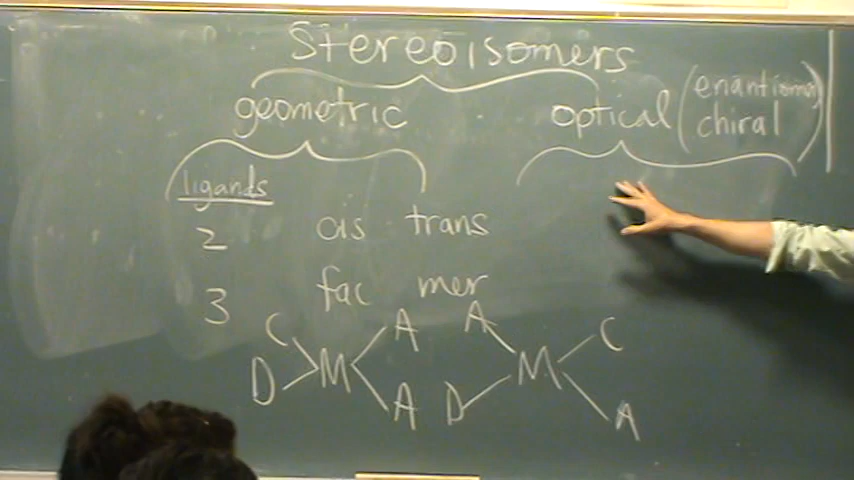 Stereoisomers
geometric optical (enantiomer
chiral)
ligands
2 cis trans
3 fac mer
C A A C
D M M
A D A